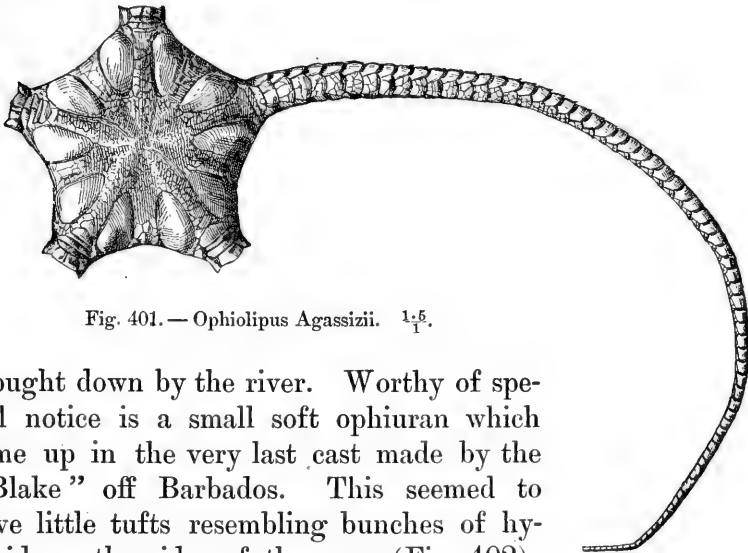 Fig. 401. — Ophiolipus Agassizii. 1·5/1.
ought down by the river. Worthy of spe-
l notice is a small soft ophiuran which
me up in the very last cast made by the
Blake" off Barbados. This seemed to
ve little tufts resembling bunches of hy-
(Fig. 402)